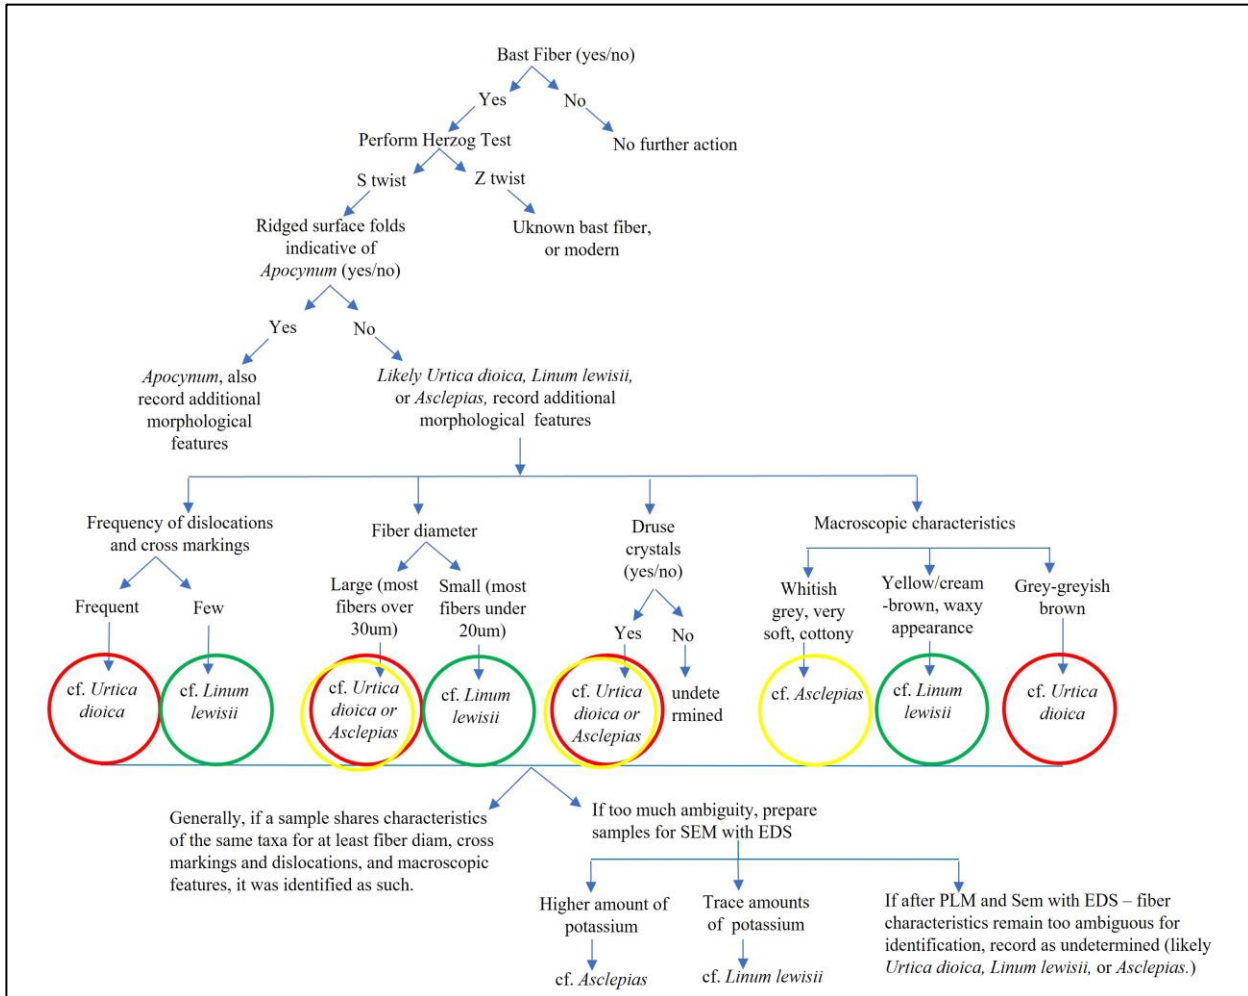 Bast Fiber (yes/no)
Yes
No
Perform Herzog Test
No further action
S twist
Z twist
Ridged surface folds
indicative of
Apocynum (yes/no)
Uknown bast fiber,
or modern
Yes
No
Apocynum, also
record additional
morphological
features
Likely Urtica dioica, Linum lewisii,
or Asclepias, record additional
morphological features
Frequency of dislocations
and cross markings
Fiber diameter
Druse
crystals
(yes/no)
Macroscopic characteristics
Frequent
Few
Large (most
fibers over
30um)
Small (most
fibers under
20um)
Yes
No
Whitish
grey, very
soft, cottony
Yellow/cream
-brown, waxy
appearance
Grey-greyish
brown
cf. Urtica
dioica
cf. Linum
lewisii
cf. Urtica
dioica or
Asclepias
cf. Linum
lewisii
cf. Urtica
dioica or
Asclepias
undete
rmined
cf. Asclepias
cf. Linum
lewisii
cf. Urtica
dioica
Generally, if a sample shares characteristics
of the same taxa for at least fiber diam, cross
markings and dislocations, and macroscopic
features, it was identified as such.
If too much ambiguity, prepare
samples for SEM with EDS
Higher amount of
potassium
Trace amounts
of potassium
If after PLM and Sem with EDS – fiber
characteristics remain too ambiguous for
identification, record as undetermined (likely
Urtica dioica, Linum lewisii, or Asclepias.)
cf. Asclepias
cf. Linum lewisii